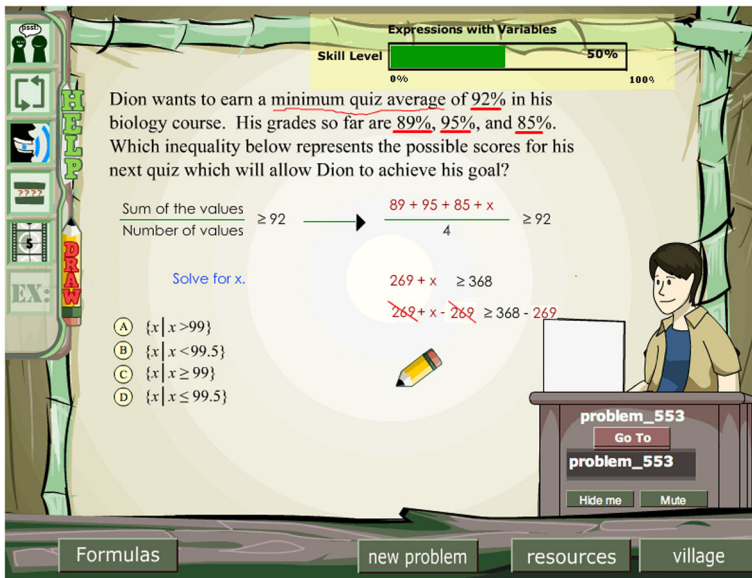 psst!
Expressions with Variables
Skill Level
50%
0%
100%
HELP
Dion wants to earn a minimum quiz average of 92% in his
biology course. His grades so far are 89%, 95%, and 85%.
Which inequality below represents the possible scores for his
next quiz which will allow Dion to achieve his goal?
????
Sum of the values
Number of values
≥ 92
89 + 95 + 85 + x
4
≥ 92
5
DRAW
EX:
Solve for x.
269 + x ≥ 368
269 + x - 269 ≥ 368 - 269
A {x | x >99}
B {x | x <99.5}
C {x | x ≥ 99}
D {x | x ≤ 99.5}
problem_553
Go To
problem_553
Hide me
Mute
Formulas
new problem
resources
village